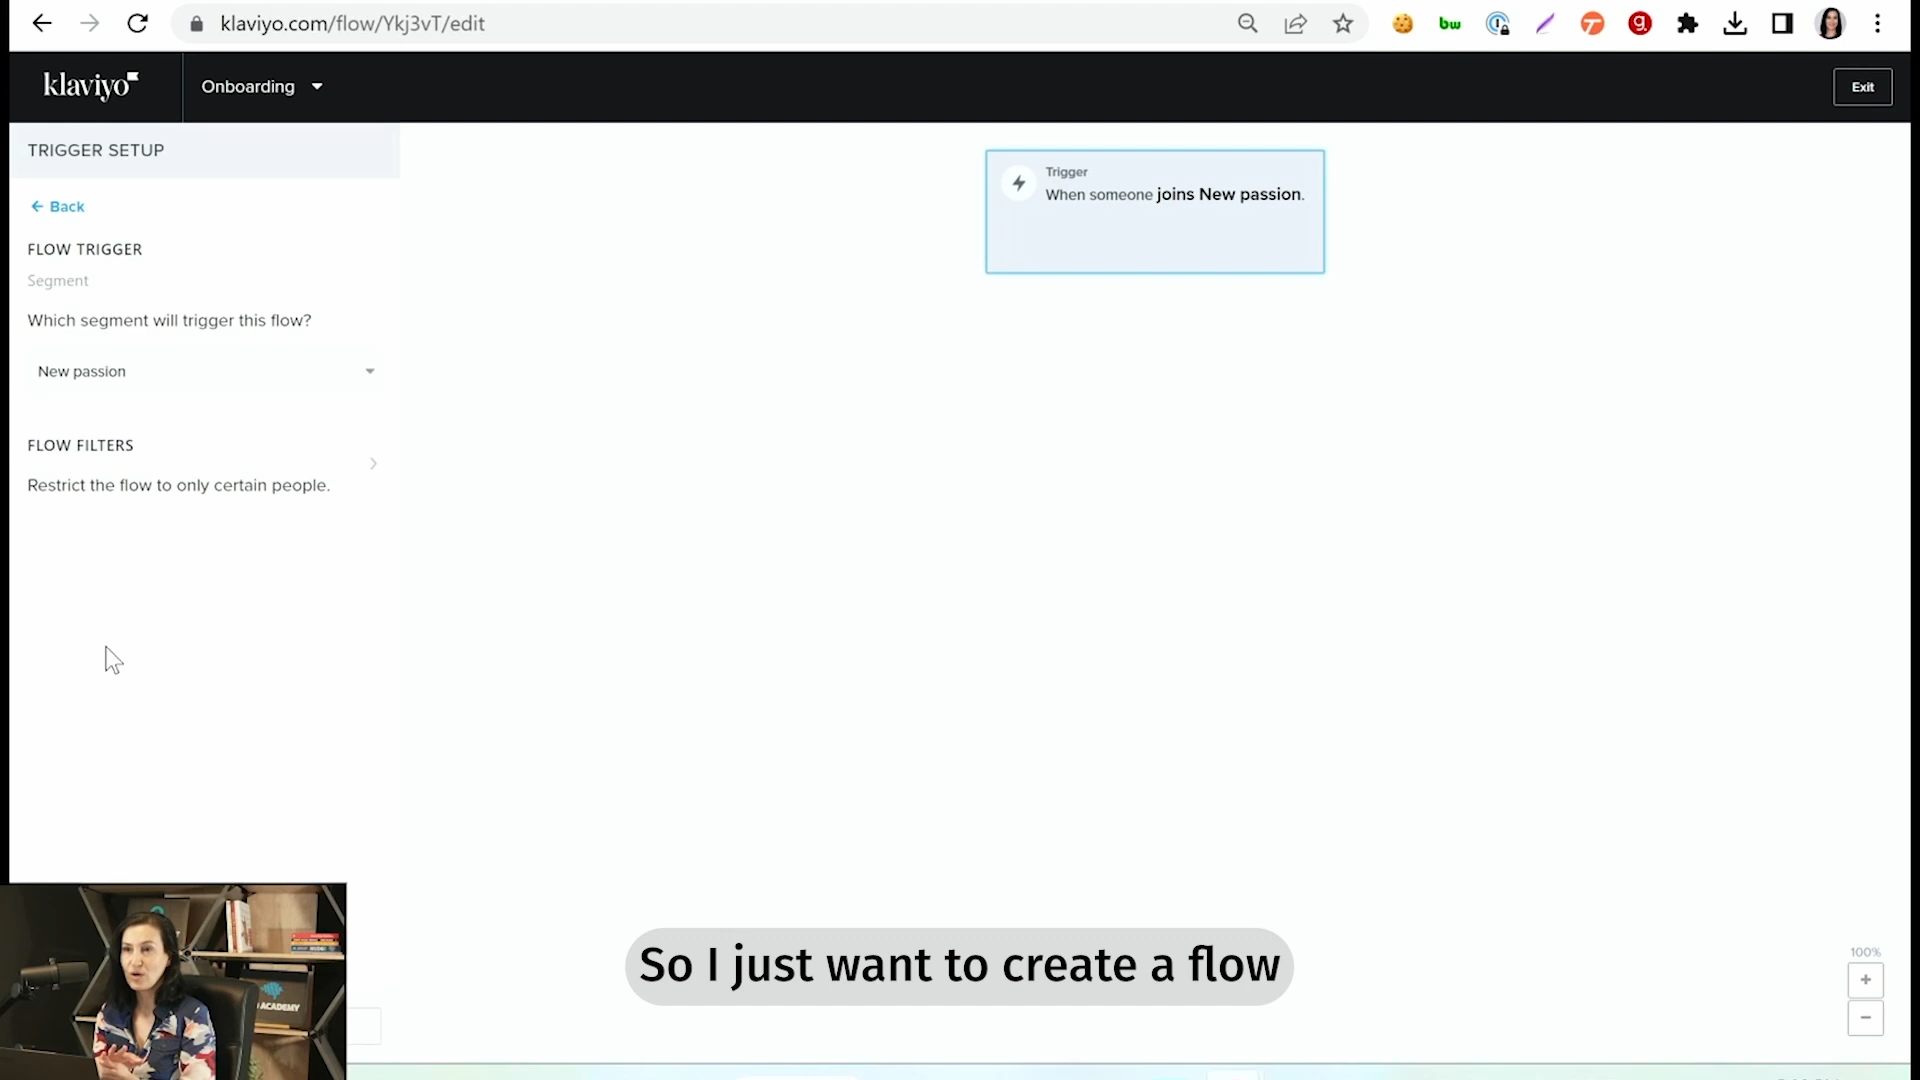 klaviyo.com/flow/Ykj3vT/edit
bw
g.
klaviyo
Onboarding
Exit
TRIGGER SETUP
← Back
FLOW TRIGGER
Segment
Which segment will trigger this flow?
New passion
FLOW FILTERS
Restrict the flow to only certain people.
Trigger
When someone joins New passion.
ACADEMY
So I just want to create a flow
100%